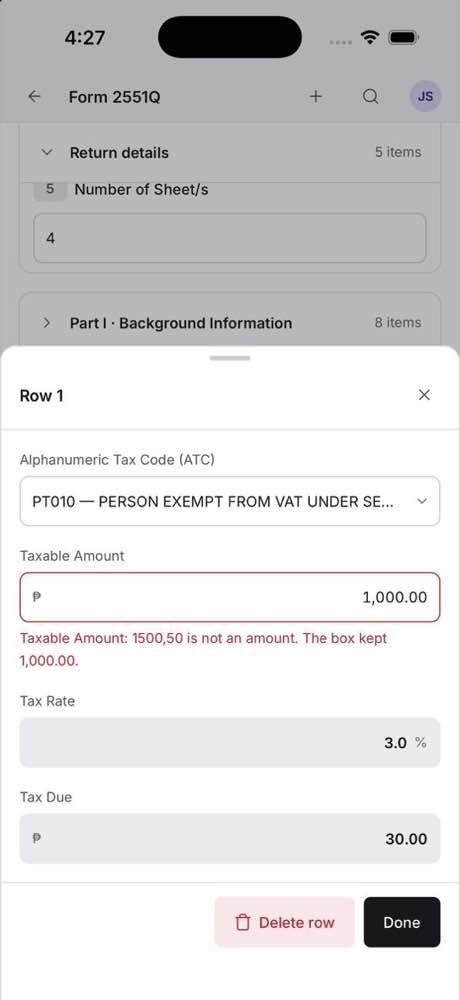 4:27
Form 2551Q
JS
Return details
5 items
5 Number of Sheet/s
4
Part I · Background Information
8 items
Row 1
Alphanumeric Tax Code (ATC)
PT010 — PERSON EXEMPT FROM VAT UNDER SE...
Taxable Amount
₱ 1,000.00
Taxable Amount: 1500,50 is not an amount. The box kept
1,000.00.
Tax Rate
3.0 %
Tax Due
₱ 30.00
Delete row
Done